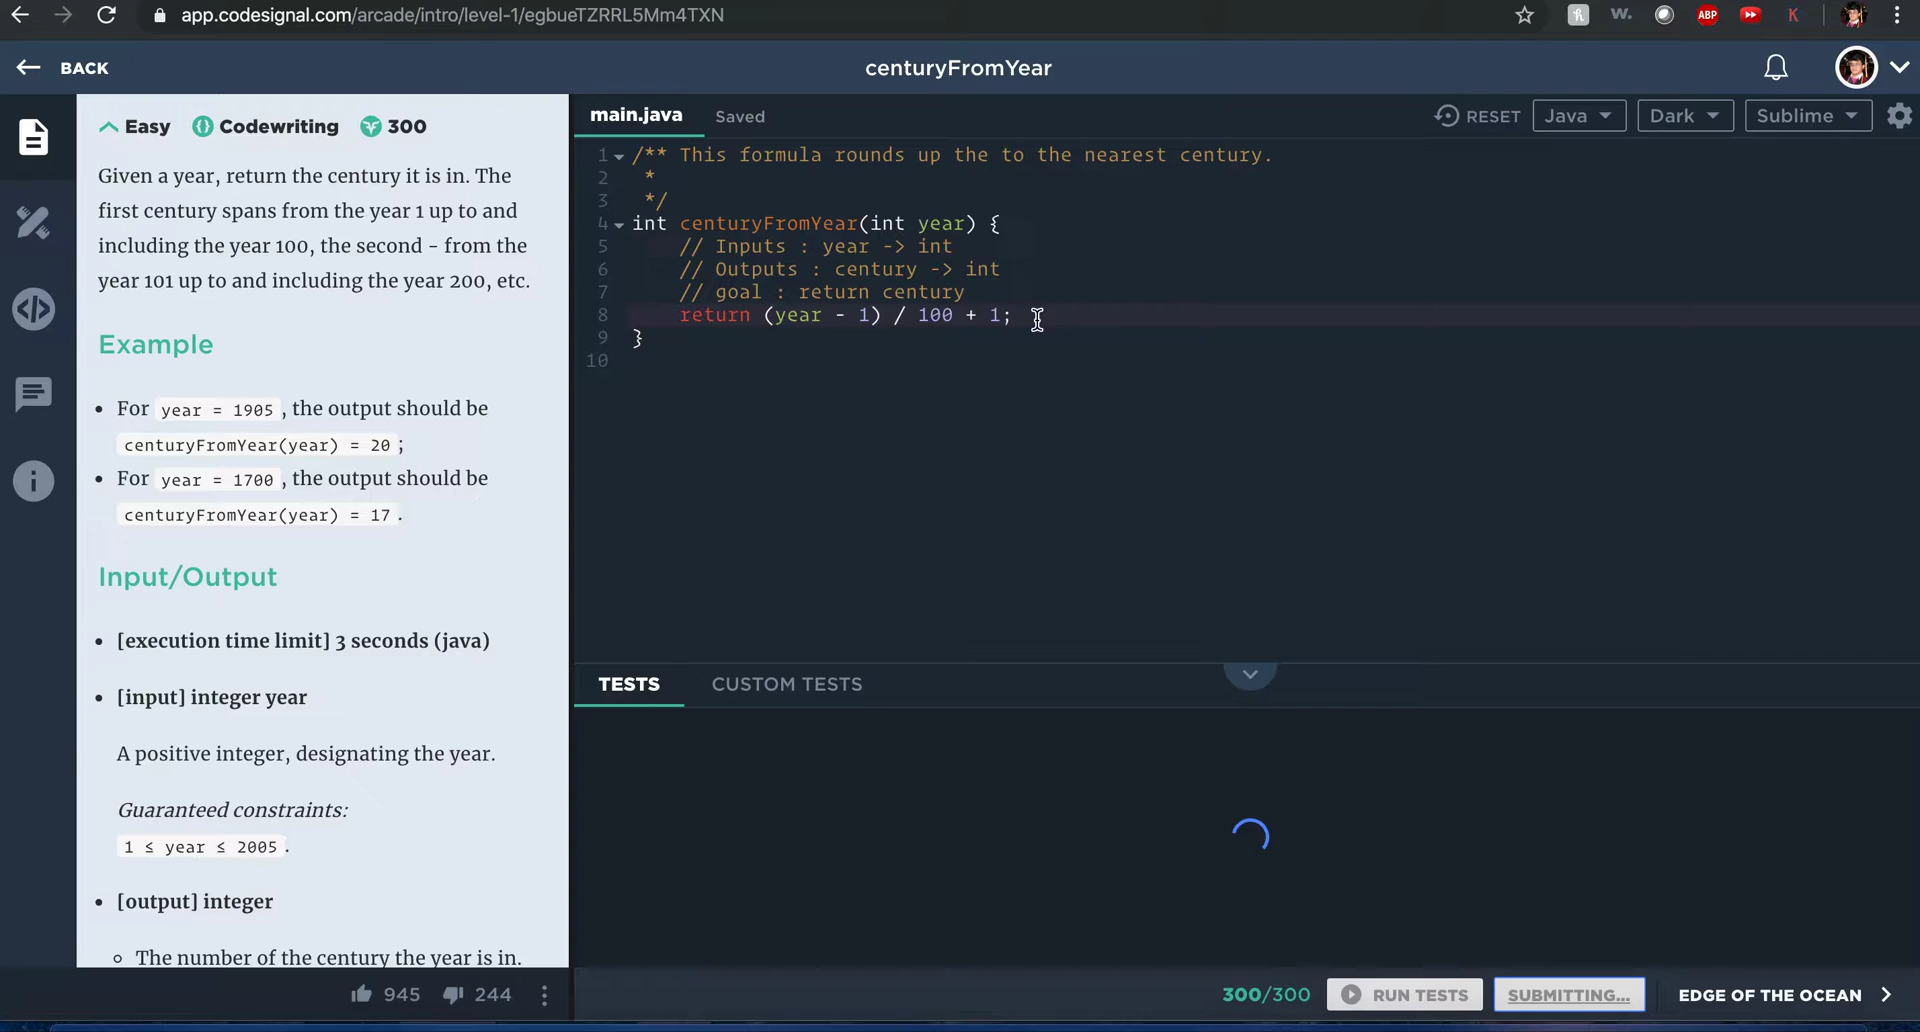 app.codesignal.com/arcade/intro/level-1/egbueTZRRL5Mm4TXN
W.
ABP
K
BACK
centuryFromYear
Easy Codewriting 300
Given a year, return the century it is in. The
first century spans from the year 1 up to and
including the year 100, the second - from the
year 101 up to and including the year 200, etc.
Example
• For year = 1905 , the output should be
centuryFromYear(year) = 20 ;
• For year = 1700 , the output should be
centuryFromYear(year) = 17 .
Input/Output
• [execution time limit] 3 seconds (java)
• [input] integer year
A positive integer, designating the year.
Guaranteed constraints:
1 ≤ year ≤ 2005 .
• [output] integer
◦ The number of the century the year is in.
945 244
main.java Saved
RESET Java Dark Sublime
1 /** This formula rounds up the to the nearest century.
2 *
3 */
4 int centuryFromYear(int year) {
5 // Inputs : year -> int
6 // Outputs : century -> int
7 // goal : return century
8 return (year - 1) / 100 + 1;
9 }
10
TESTS CUSTOM TESTS
300/300 RUN TESTS SUBMITTING... EDGE OF THE OCEAN